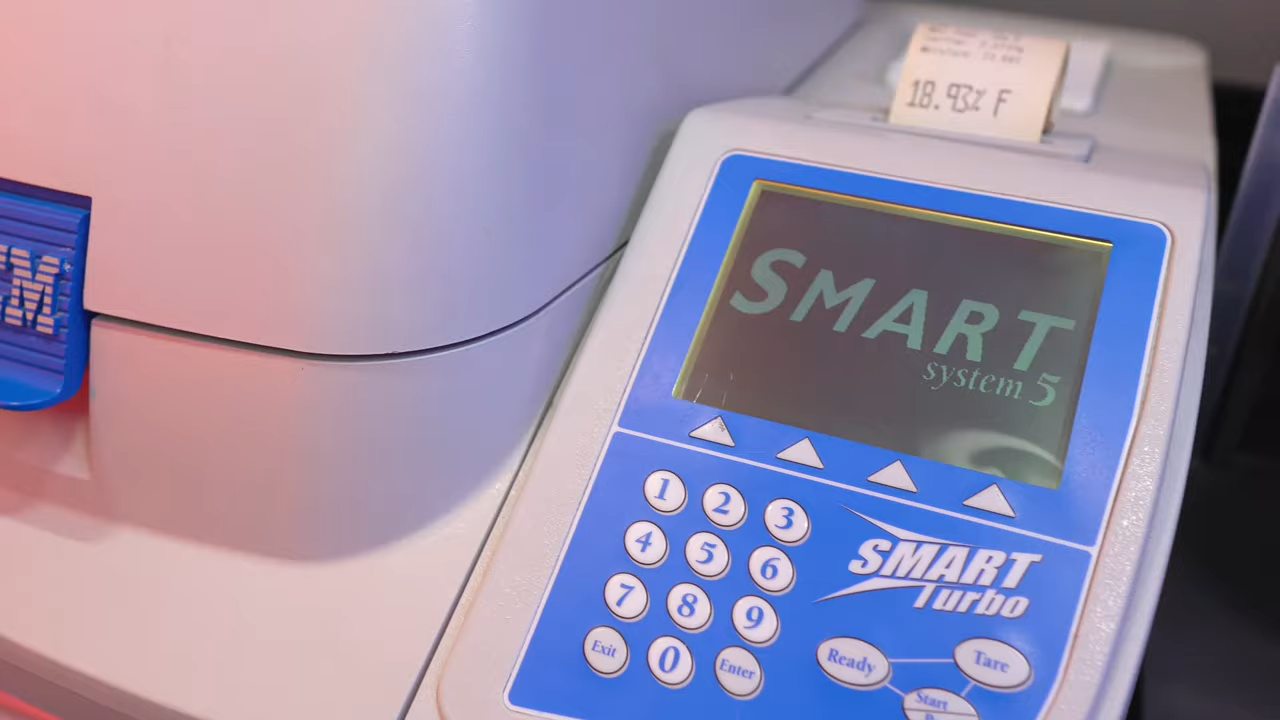 18.93% F
SMART
system 5
1 2 3
4 5 6
7 8 9
Exit 0 Enter
SMART
Turbo
Ready Tare
Start